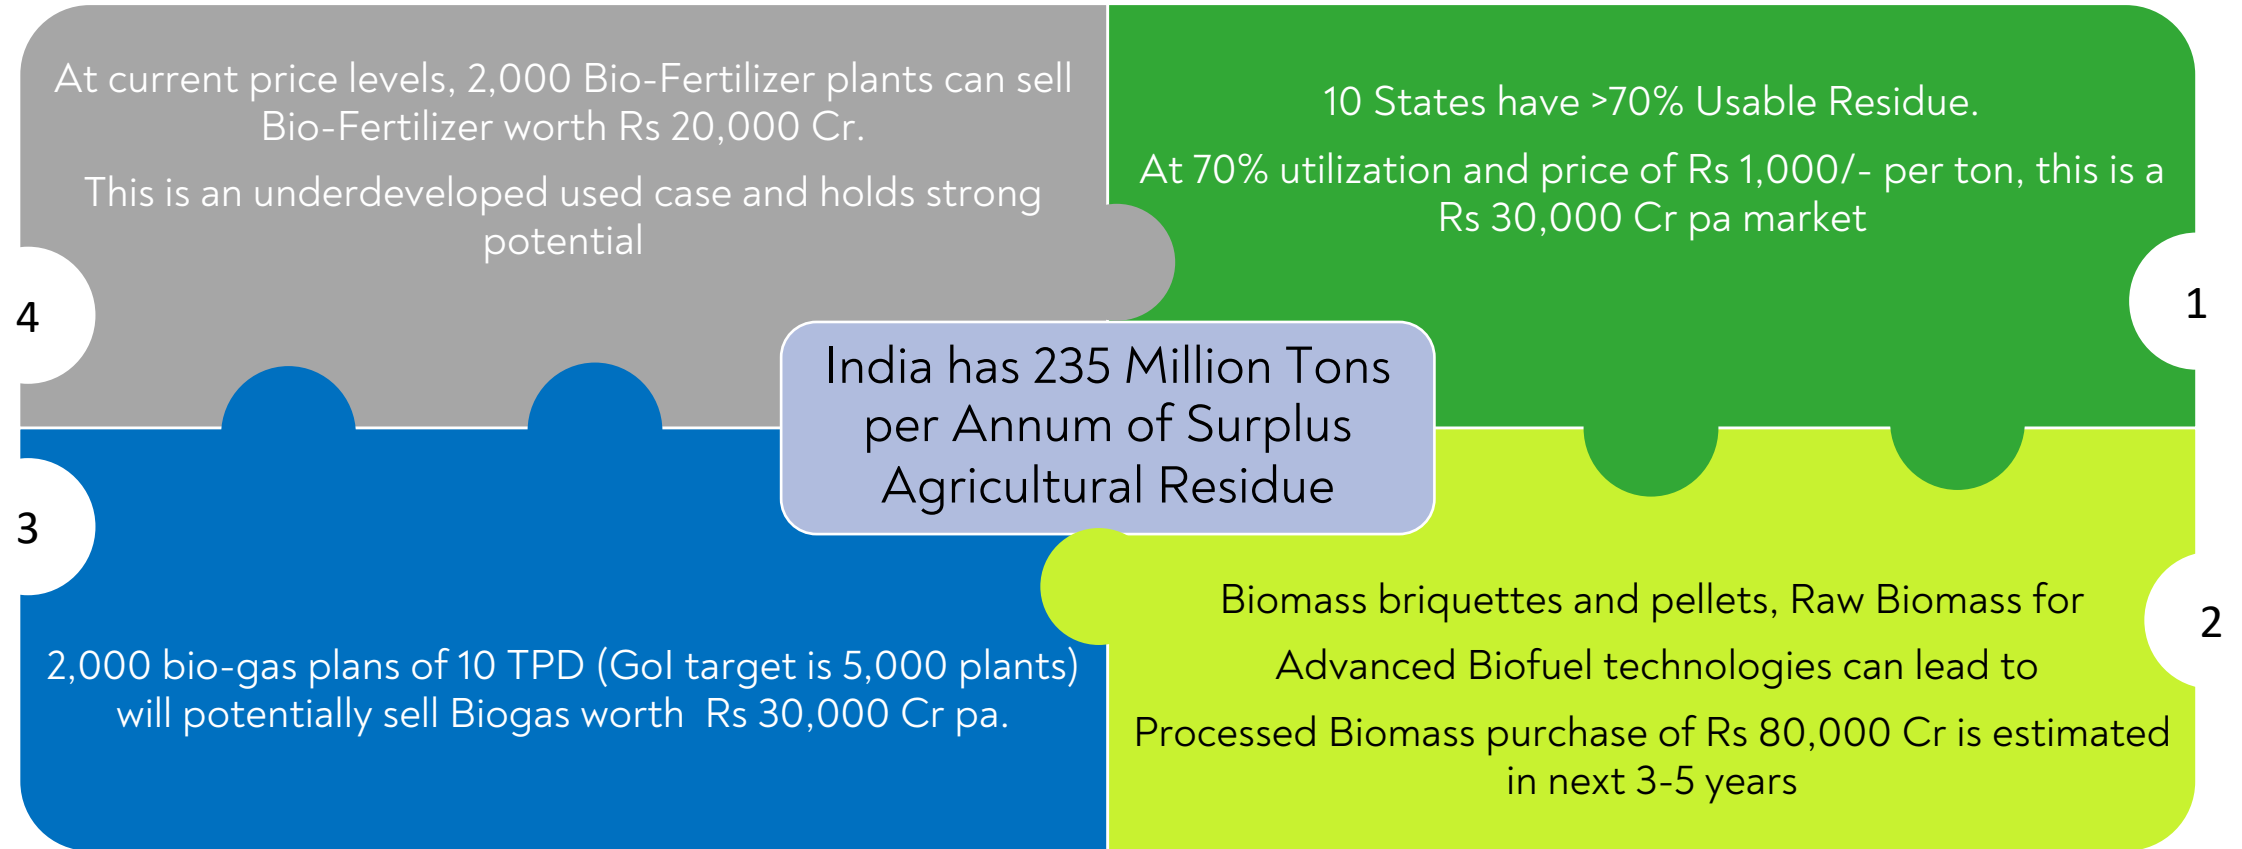 At current price levels, 2,000 Bio-Fertilizer plants can sell
Bio-Fertilizer worth Rs 20,000 Cr.
This is an underdeveloped used case and holds strong
potential
4
10 States have >70% Usable Residue.
At 70% utilization and price of Rs 1,000/- per ton, this is a
Rs 30,000 Cr pa market
1
India has 235 Million Tons
per Annum of Surplus
Agricultural Residue
3
2,000 bio-gas plans of 10 TPD (GoI target is 5,000 plants)
will potentially sell Biogas worth  Rs 30,000 Cr pa.
Biomass briquettes and pellets, Raw Biomass for
Advanced Biofuel technologies can lead to
Processed Biomass purchase of Rs 80,000 Cr is estimated
in next 3-5 years
2